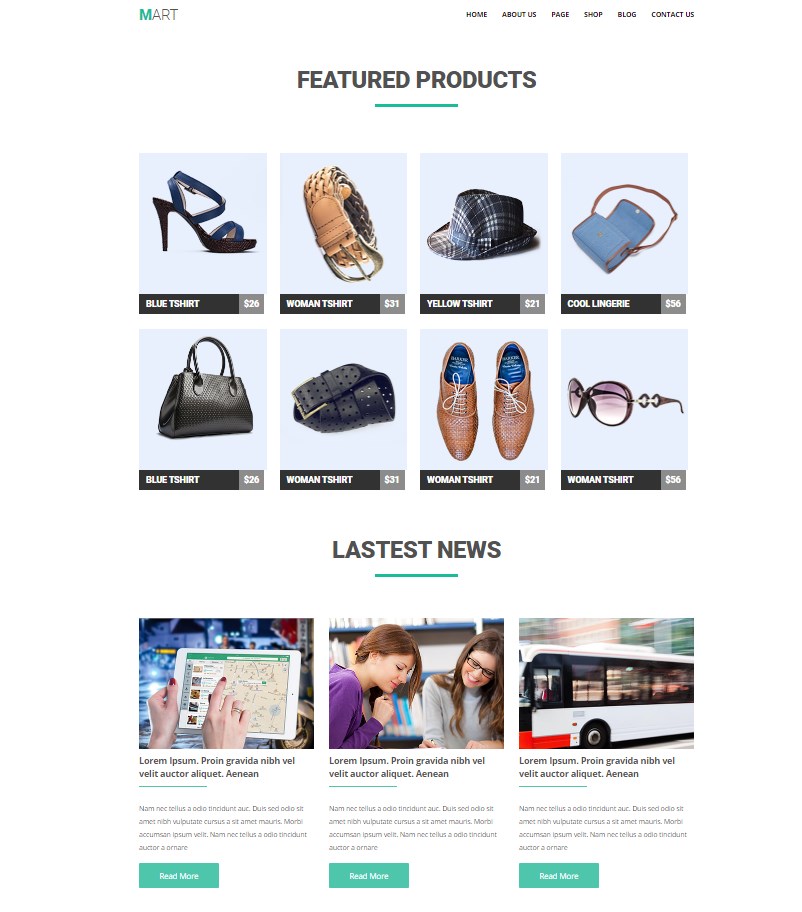 MART
HOME ABOUT US PAGE SHOP BLOG CONTACT US
FEATURED PRODUCTS
BLUE TSHIRT $26
WOMAN TSHIRT $31
YELLOW TSHIRT $21
COOL LINGERIE $56
BLUE TSHIRT $26
WOMAN TSHIRT $31
WOMAN TSHIRT $21
WOMAN TSHIRT $56
LASTEST NEWS
Lorem Ipsum. Proin gravida nibh vel
velit auctor aliquet. Aenean
Nam nec tellus a odio tincidunt auc. Duis sed odio sit
amet nibh vulputate cursus a sit amet mauris. Morbi
accumsan ipsum velit. Nam nec tellus a odio tincidunt
auctor a ornare
Read More
Lorem Ipsum. Proin gravida nibh vel
velit auctor aliquet. Aenean
Nam nec tellus a odio tincidunt auc. Duis sed odio sit
amet nibh vulputate cursus a sit amet mauris. Morbi
accumsan ipsum velit. Nam nec tellus a odio tincidunt
auctor a ornare
Read More
Lorem Ipsum. Proin gravida nibh vel
velit auctor aliquet. Aenean
Nam nec tellus a odio tincidunt auc. Duis sed odio sit
amet nibh vulputate cursus a sit amet mauris. Morbi
accumsan ipsum velit. Nam nec tellus a odio tincidunt
auctor a ornare
Read More